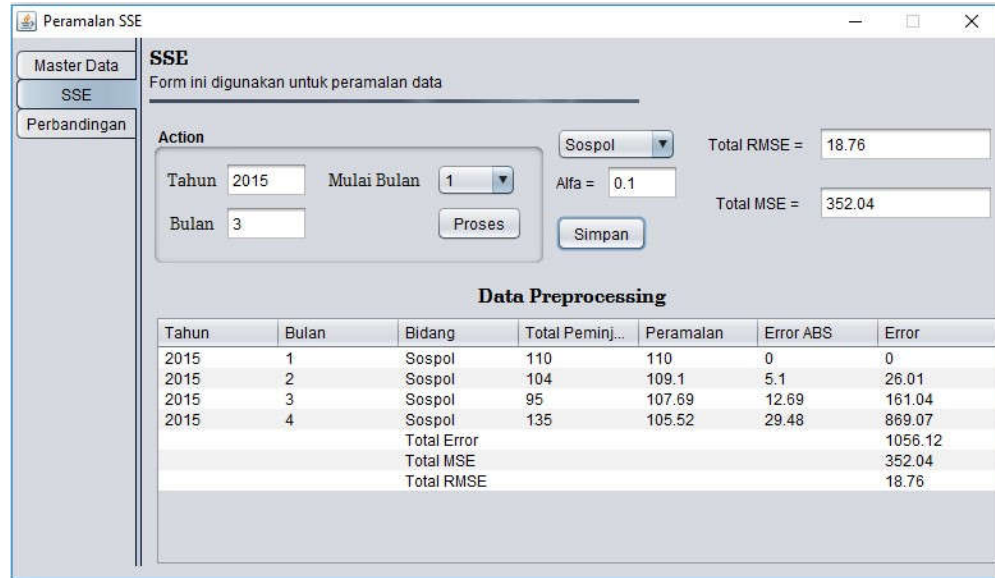 Peramalan SSE
Master Data
SSE
Perbandingan
SSE
Form ini digunakan untuk peramalan data
Action
Tahun 2015 Mulai Bulan 1
Bulan 3 Proses
Sospol
Alfa = 0.1
Simpan
Total RMSE = 18.76
Total MSE = 352.04
Data Preprocessing
Tahun Bulan Bidang Total Peminj... Peramalan Error ABS Error
2015 1 Sospol 110 110 0 0
2015 2 Sospol 104 109.1 5.1 26.01
2015 3 Sospol 95 107.69 12.69 161.04
2015 4 Sospol 135 105.52 29.48 869.07
Total Error 1056.12
Total MSE 352.04
Total RMSE 18.76